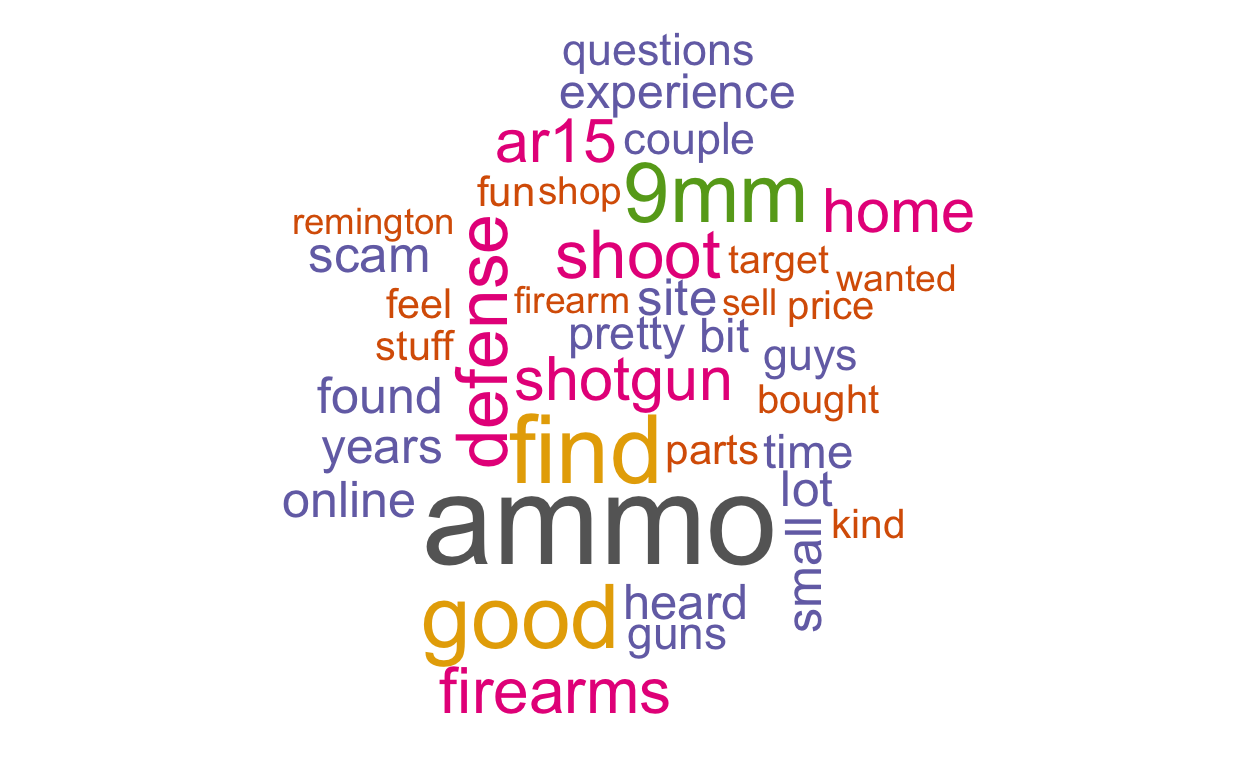 questions
experience
ar15 couple
fun shop 9mm home
remington
scam defense shoot target wanted
feel firearm site sell price
stuff pretty bit guys
found shotgun bought
years find parts time
online ammo lot kind
small
good heard
guns
firearms